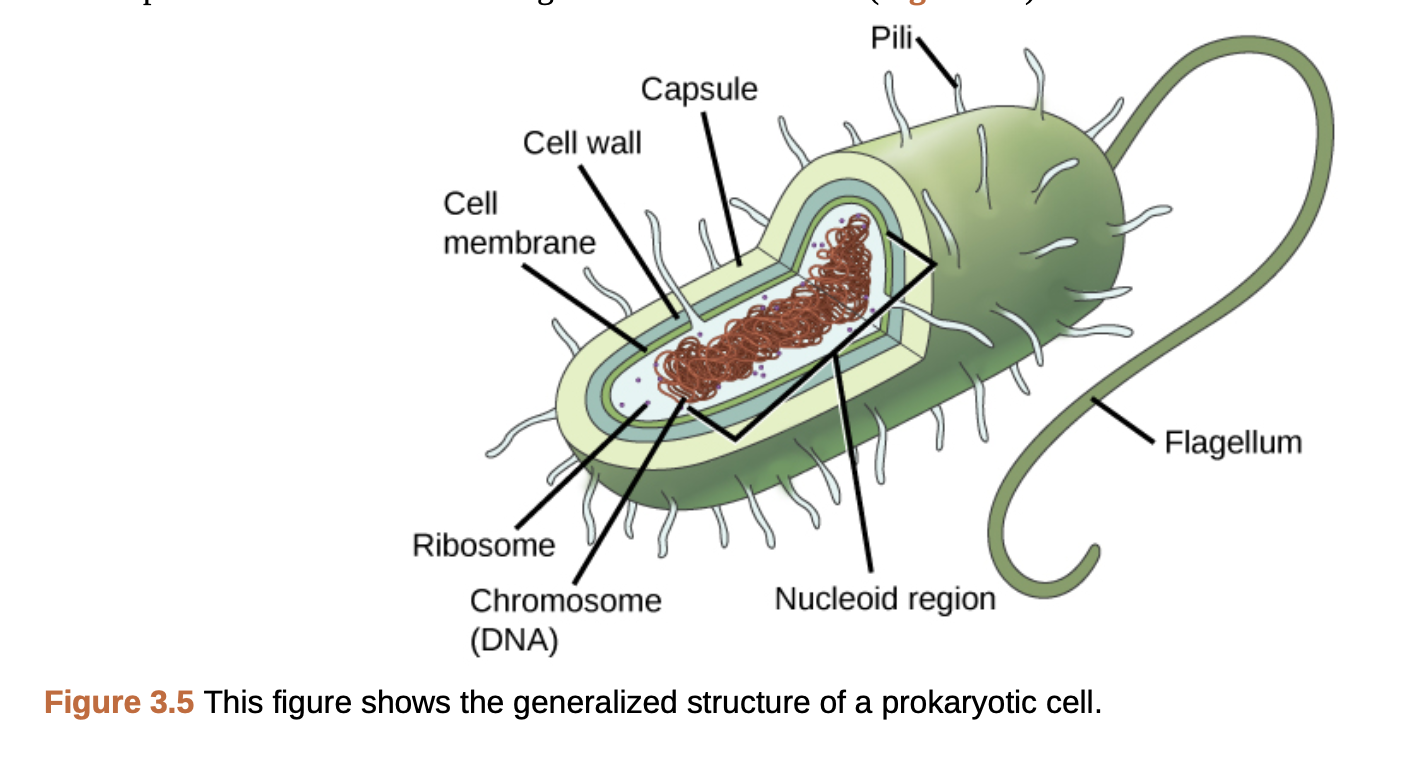 Pili
Capsule
Cell wall
Cell
membrane
Flagellum
Ribosome
Chromosome
(DNA)
Nucleoid region
Figure 3.5 This figure shows the generalized structure of a prokaryotic cell.